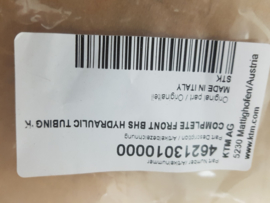 KTM AG
5230 Mattighofen/Austria
www.ktm.com
Part Number /Artikelnummer
46213010000
Part Description / Artikelbezeichnung
COMPLETE FRONT BHS HYDRAULIC TUBING
Original part / Originalteil
MADE IN ITALY
STK